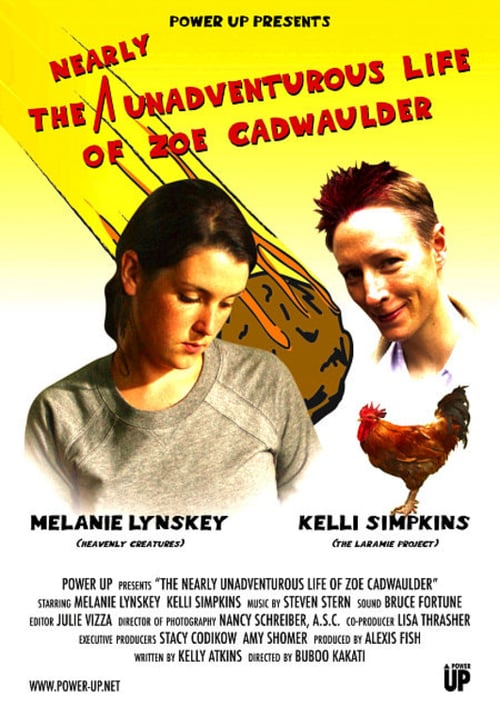 POWER UP PRESENTS
NEARLY
THE /\ UNADVENTUROUS LIFE
OF ZOE CADWAULDER
MELANIE LYNSKEY
(HEAVENLY CREATURES)
KELLI SIMPKINS
(THE LARAMIE PROJECT)
POWER UP PRESENTS "THE NEARLY UNADVENTUROUS LIFE OF ZOE CADWAULDER"
STARRING MELANIE LYNSKEY KELLI SIMPKINS MUSIC BY STEVEN STERN SOUND BRUCE FORTUNE
EDITOR JULIE VIZZA DIRECTOR OF PHOTOGRAPHY NANCY SCHREIBER, A.S.C. CO-PRODUCER LISA THRASHER
EXECUTIVE PRODUCERS STACY CODIKOW AMY SHOMER PRODUCED BY ALEXIS FISH
WRITTEN BY KELLY ATKINS DIRECTED BY BUBOO KAKATI
WWW.POWER-UP.NET
POWER
UP